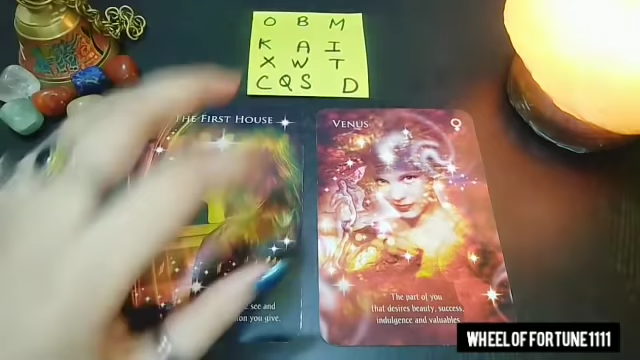 O B M
K A I
X W T
C Q S D
THE FIRST HOUSE
VENUS
see and
you give.
The part of you
that desires beauty, success,
indulgence and valuables
WHEEL OF FORTUNE1111